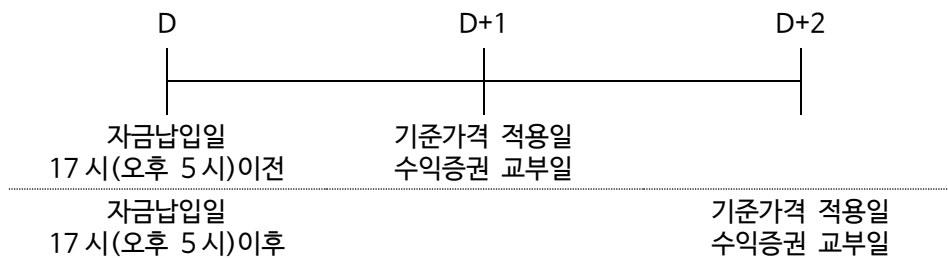 D D+1 D+2
자금납입일 기준가격 적용일
17 시(오후 5 시)이전 수익증권 교부일
자금납입일 기준가격 적용일
17 시(오후 5 시)이후 수익증권 교부일